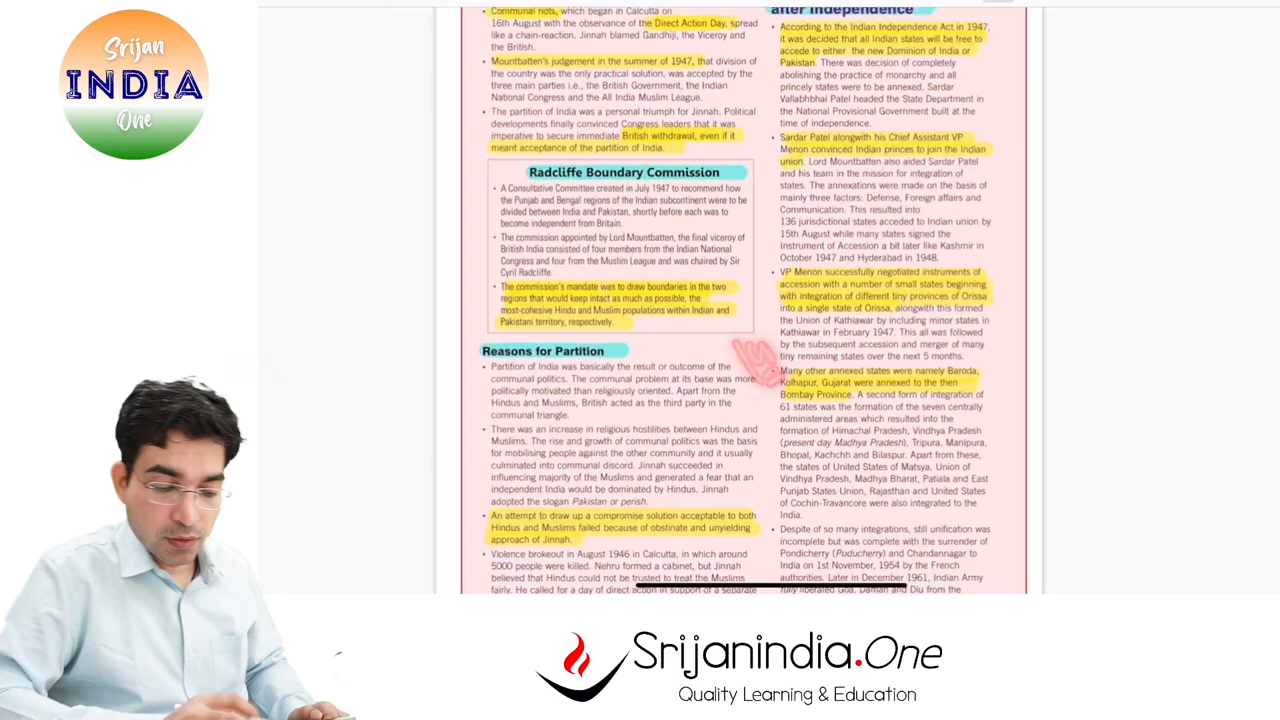 Srijan
INDIA
One
Communal riots, which began in Calcutta on
16th August with the observance of the Direct Action Day, spread
like a chain-reaction. Jinnah blamed Gandhiji, the Viceroy and
the British.
• Mountbatten's judgement in the summer of 1947, that division of
the country was the only practical solution, was accepted by the
three main parties i.e., the British Government, the Indian
National Congress and the All India Muslim League.
• The partition of India was a personal triumph for Jinnah. Political
developments finally convinced Congress leaders that it was
imperative to secure immediate British withdrawal, even if it
meant acceptance of the partition of India.
Radcliffe Boundary Commission
• A Consultative Committee created in July 1947 to recommend how
the Punjab and Bengal regions of the Indian subcontinent were to be
divided between India and Pakistan, shortly before each was to
become independent from Britain.
• The commission appointed by Lord Mountbatten, the final viceroy of
British India consisted of four members from the Indian National
Congress and four from the Muslim League and was chaired by Sir
Cyril Radcliffe.
• The commission's mandate was to draw boundaries in the two
regions that would keep intact as much as possible, the
most-cohesive Hindu and Muslim populations within Indian and
Pakistani territory, respectively.
Reasons for Partition
• Partition of India was basically the result or outcome of the
communal politics. The communal problem at its base was more
politically motivated than religiously oriented. Apart from the
Hindus and Muslims, British acted as the third party in the
communal triangle.
• There was an increase in religious hostilities between Hindus and
Muslims. The rise and growth of communal politics was the basis
for mobilising people against the other community and it usually
culminated into communal discord. Jinnah succeeded in
influencing majority of the Muslims and generated a fear that an
independent India would be dominated by Hindus. Jinnah
adopted the slogan Pakistan or perish.
• An attempt to draw up a compromise solution acceptable to both
Hindus and Muslims failed because of obstinate and unyielding
approach of Jinnah.
• Violence brokeout in August 1946 in Calcutta, in which around
5000 people were killed. Nehru formed a cabinet, but Jinnah
believed that Hindus could not be trusted to treat the Muslims
fairly. He called for a day of direct action in support of a separate
after Independence
• According to the Indian Independence Act in 1947,
it was decided that all Indian states will be free to
accede to either the new Dominion of India or
Pakistan. There was decision of completely
abolishing the practice of monarchy and all
princely states were to be annexed. Sardar
Vallabhbhai Patel headed the State Department in
the National Provisional Government built at the
time of independence.
• Sardar Patel alongwith his Chief Assistant VP
Menon convinced Indian princes to join the Indian
union. Lord Mountbatten also aided Sardar Patel
and his team in the mission for integration of
states. The annexations were made on the basis of
mainly three factors: Defense, Foreign affairs and
Communication. This resulted into
136 jurisdictional states acceded to Indian union by
15th August while many states signed the
Instrument of Accession a bit later like Kashmir in
October 1947 and Hyderabad in 1948.
• VP Menon successfully negotiated instruments of
accession with a number of small states beginning
with integration of different tiny provinces of Orissa
into a single state of Orissa, alongwith this formed
the Union of Kathiawar by including minor states in
Kathiawar in February 1947. This all was followed
by the subsequent accession and merger of many
tiny remaining states over the next 5 months.
• Many other annexed states were namely Baroda,
Kolhapur, Gujarat were annexed to the then
Bombay Province. A second form of integration of
61 states was the formation of the seven centrally
administered areas which resulted into the
formation of Himachal Pradesh, Vindhya Pradesh
(present day Madhya Pradesh), Tripura, Manipura,
Bhopal, Kachchh and Bilaspur. Apart from these,
the states of United States of Matsya, Union of
Vindhya Pradesh, Madhya Bharat, Patiala and East
Punjab States Union, Rajasthan and United States
of Cochin-Travancore were also integrated to the
India.
• Despite of so many integrations, still unification was
incomplete but was complete with the surrender of
Pondicherry (Puducherry) and Chandannagar to
India on 1st November, 1954 by the French
authorities. Later in December 1961, Indian Army
fully liberated Goa, Daman and Diu from the
Srijanindia.One
Quality Learning & Education